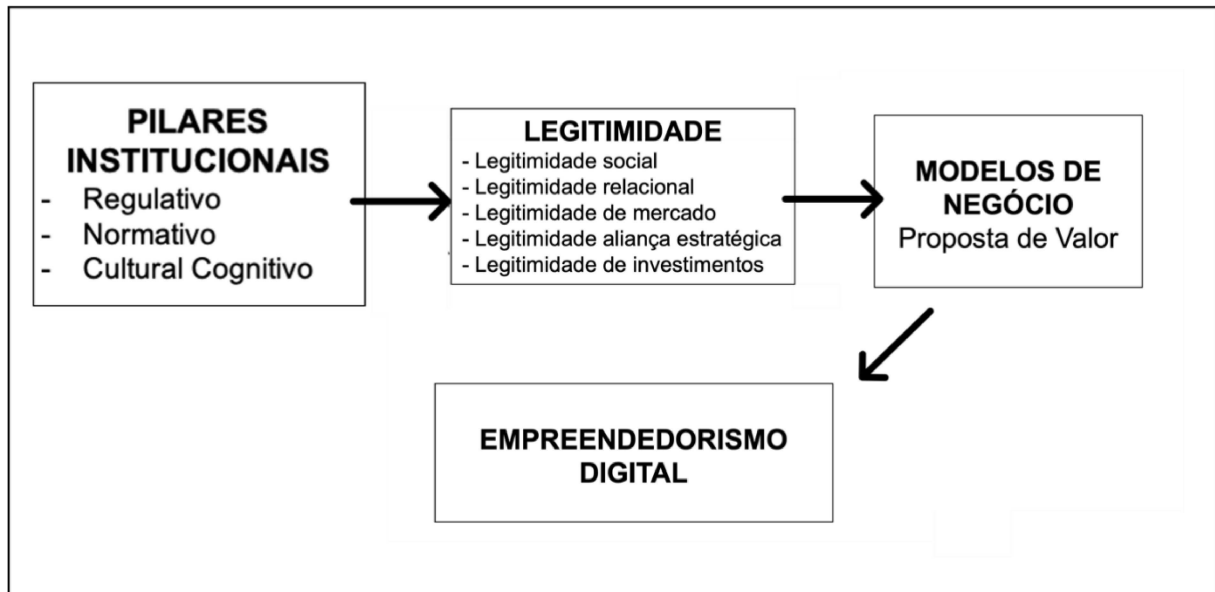 PILARES
INSTITUCIONAIS
- Regulativo
- Normativo
- Cultural Cognitivo
LEGITIMIDADE
- Legitimidade social
- Legitimidade relacional
- Legitimidade de mercado
- Legitimidade aliança estratégica
- Legitimidade de investimentos
MODELOS DE
NEGÓCIO
Proposta de Valor
EMPREENDEDORISMO
DIGITAL